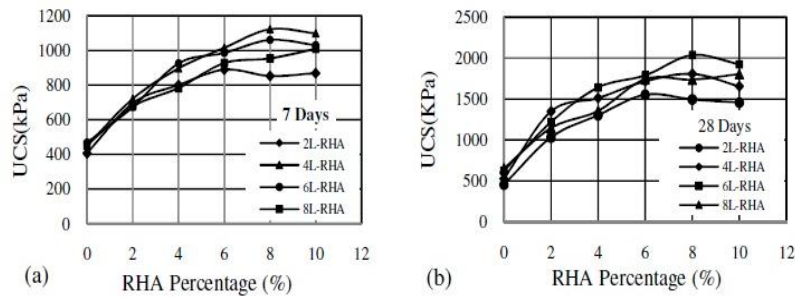 1200
1000
800
600
400
200
0
UCS(kPa)
7 Days
2L-RHA
4L-RHA
6L-RHA
8L-RHA
0 2 4 6 8 10 12
(a) RHA Percentage (%)
2500
2000
1500
1000
500
0
UCS(KPa)
28 Days
2L-RHA
4L-RHA
6L-RHA
8L-RHA
0 2 4 6 8 10 12
(b) RHA Percentage (%)